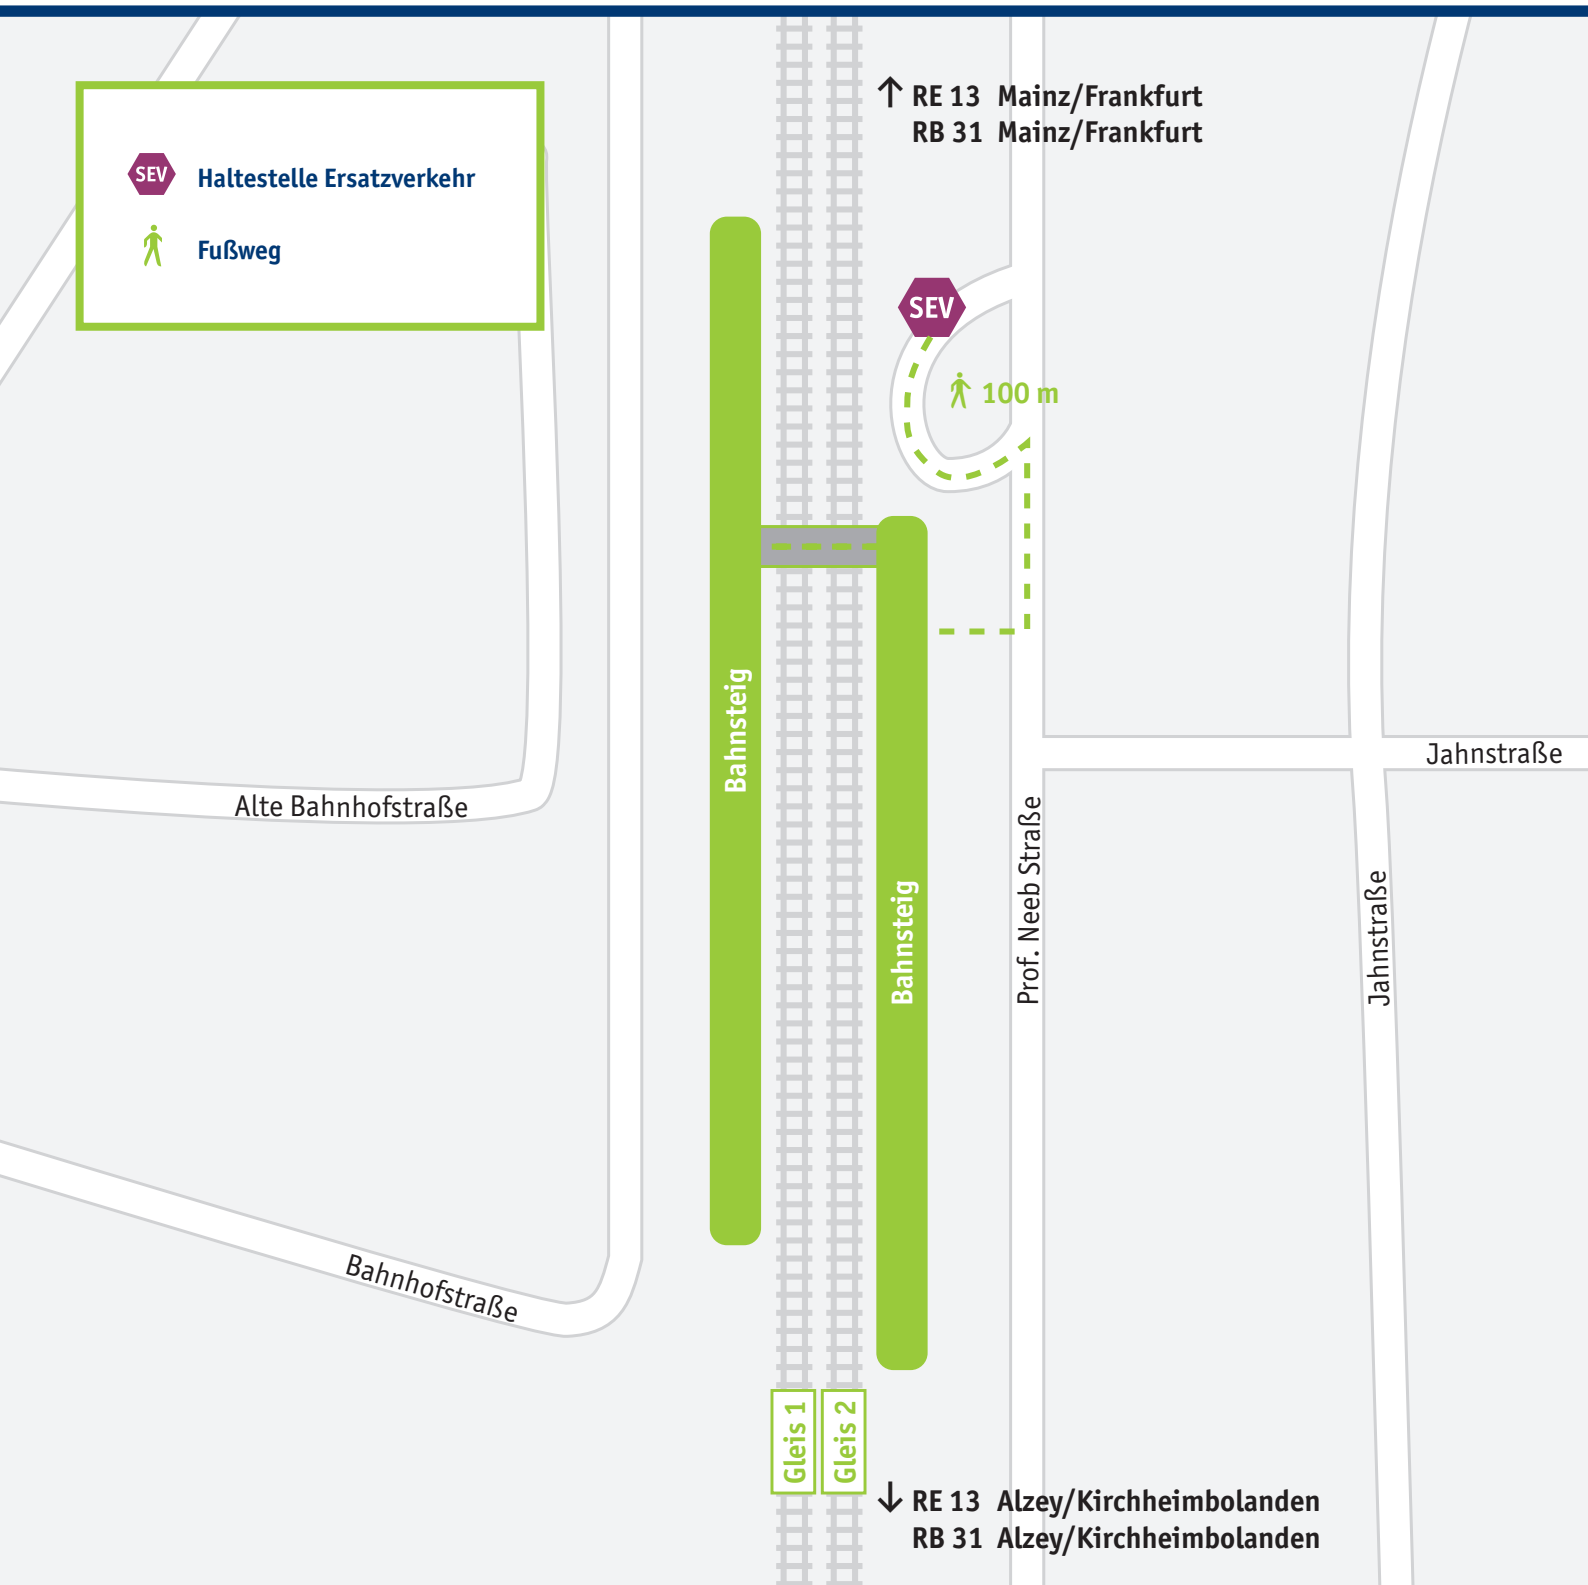 ↑ RE 13 Mainz/Frankfurt
RB 31 Mainz/Frankfurt
SEV Haltestelle Ersatzverkehr
Fußweg
SEV
100 m
Bahnsteig
Bahnsteig
Jahnstraße
Alte Bahnhofstraße
Prof. Neeb Straße
Jahnstraße
Bahnhofstraße
Gleis 1
Gleis 2
↓ RE 13 Alzey/Kirchheimbolanden
RB 31 Alzey/Kirchheimbolanden